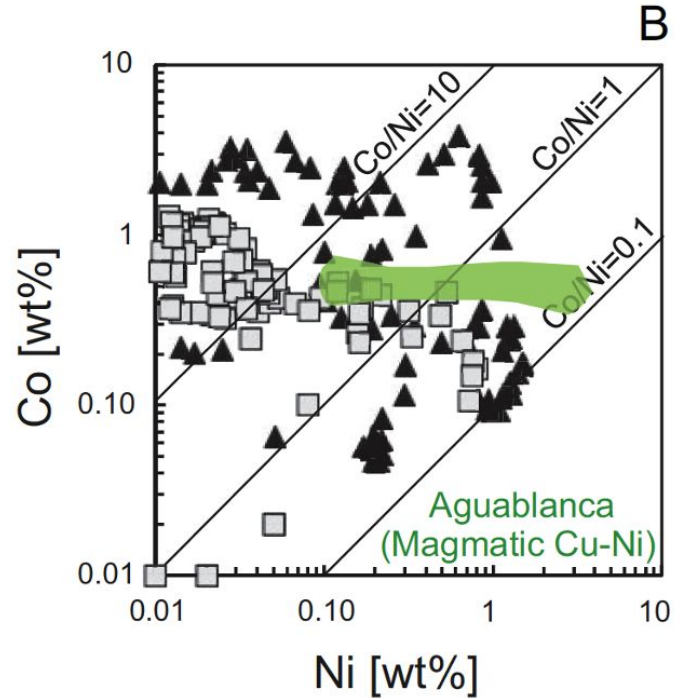 B
10
1
0.10
0.01
Co [wt%]
Co/Ni=10
Co/Ni=1
Co/Ni=0.1
Aguablanca
(Magmatic Cu-Ni)
0.01
0.10
1
10
Ni [wt%]